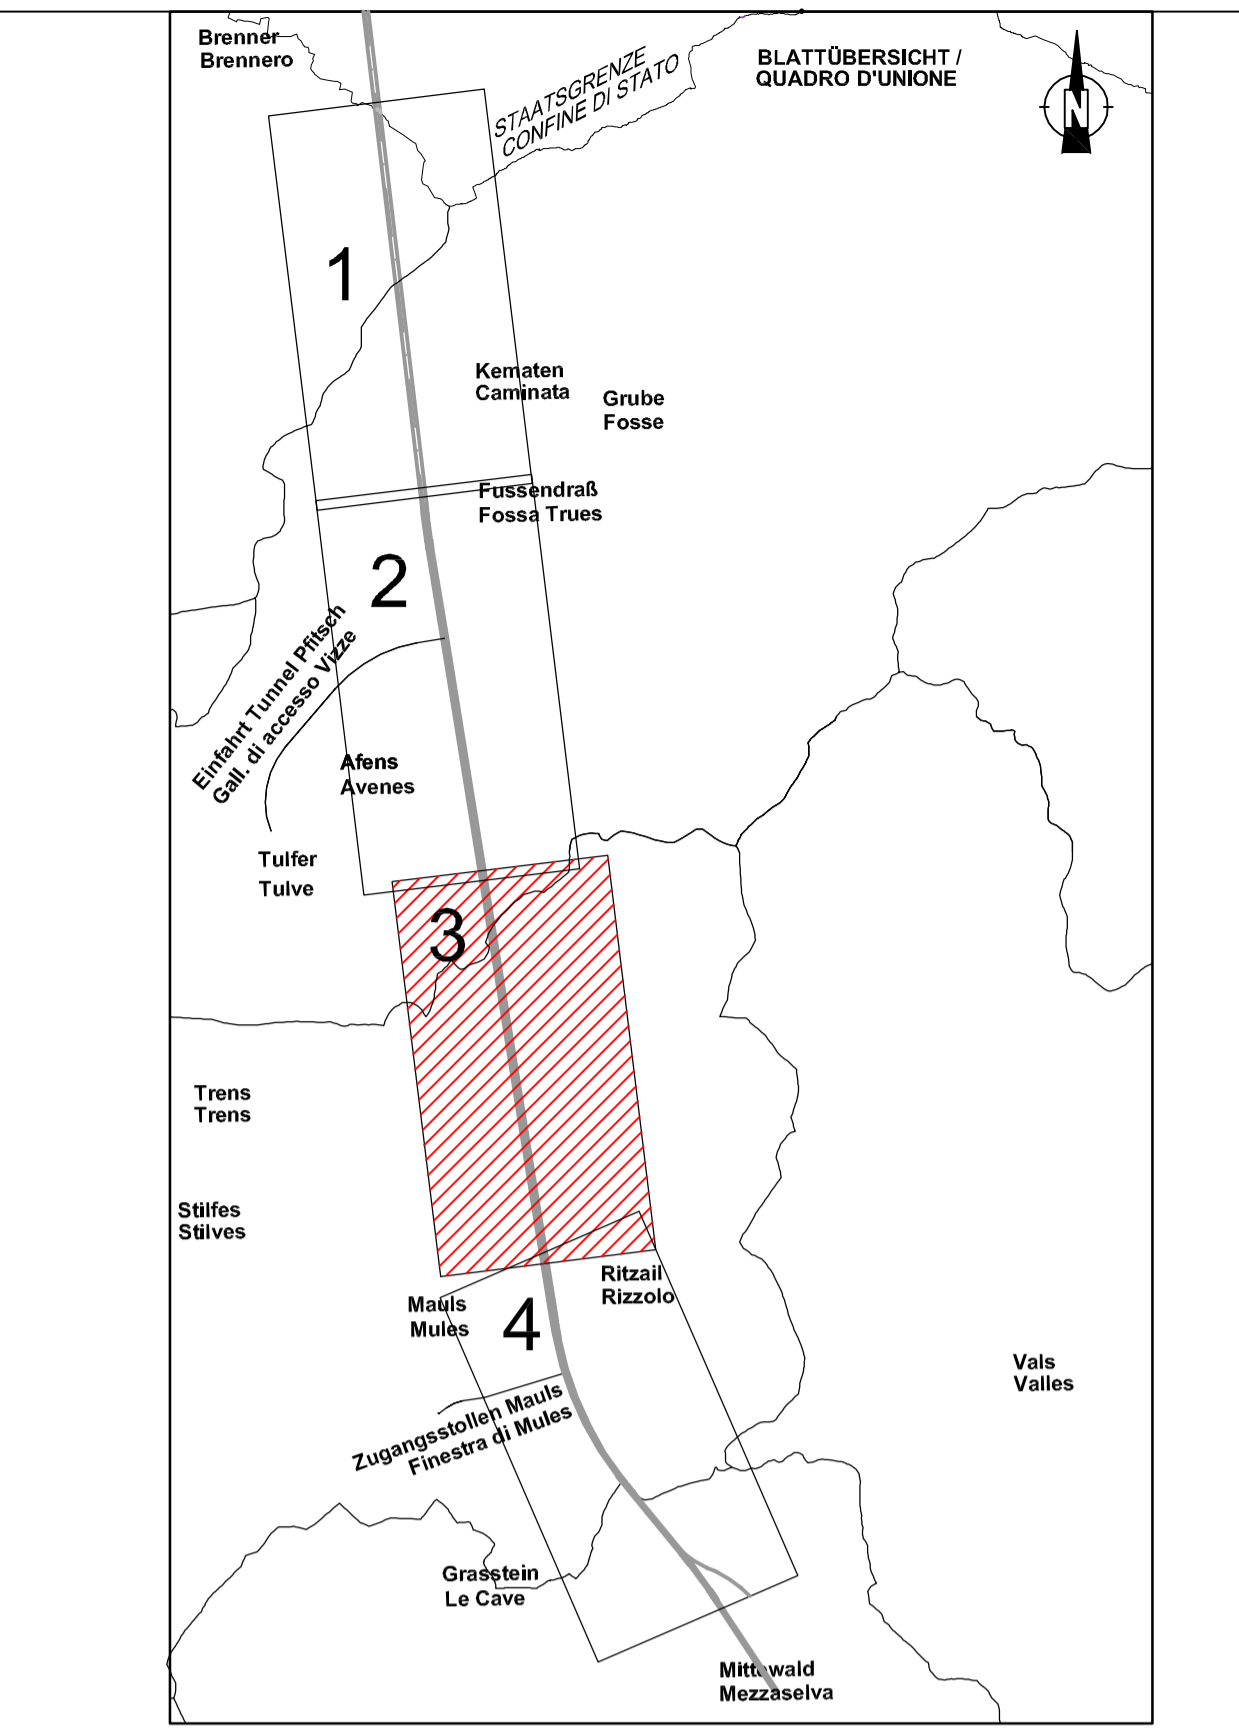 Brenner
Brennero
STAATSGRENZE
CONFINE DI STATO
BLATTÜBERSICHT /
QUADRO D'UNIONE
N
1
Kematen
Caminata
Grube
Fosse
Fussendraß
Fossa Trues
2
Einfahrt Tunnel Pfitsch
Gall. di accesso Vizze
Afens
Avenes
Tulfer
Tulve
3
Trens
Trens
Stilfes
Stilves
Ritzail
Rizzolo
Mauls
Mules
4
Vals
Valles
Zugangsstollen Mauls
Finestra di Mules
Grasstein
Le Cave
Mittewald
Mezzaselva